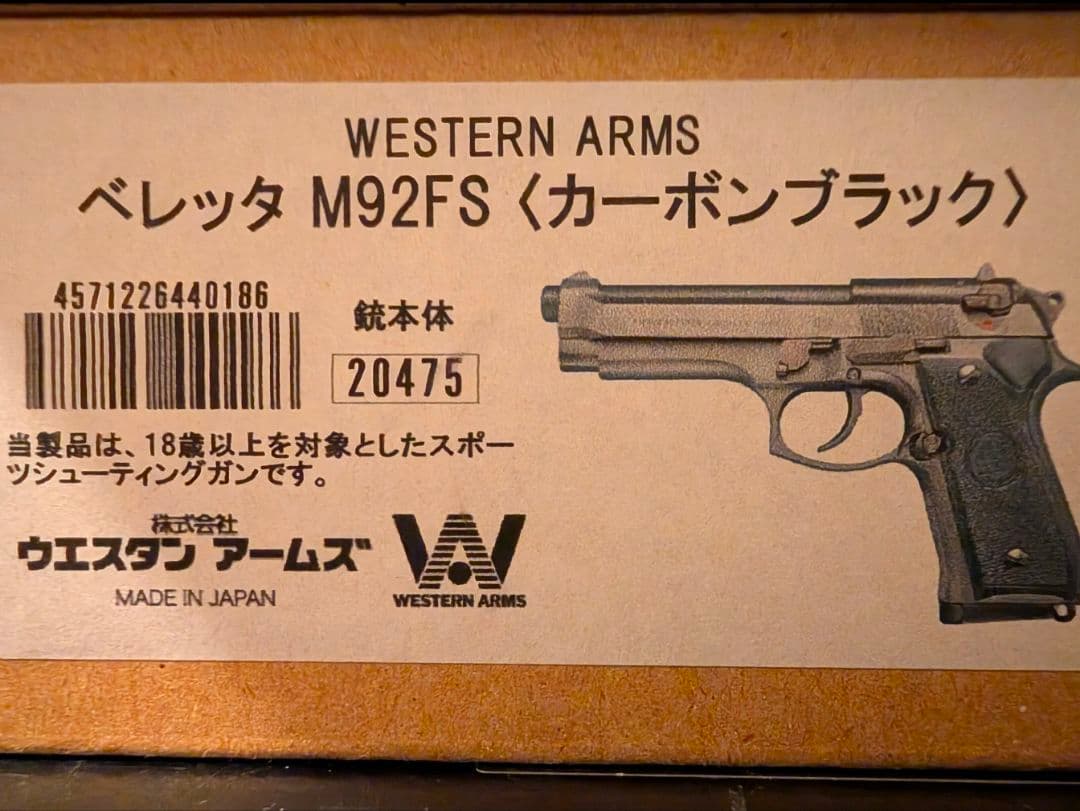 WESTERN ARMS
ベレッタ M92FS〈カーボンブラック〉
4571226440186
銃本体
20475
当製品は、18歳以上を対象としたスポー
ツシューティングガンです。
株式会社
ウエスタン アームズ
MADE IN JAPAN
WA
WESTERN ARMS